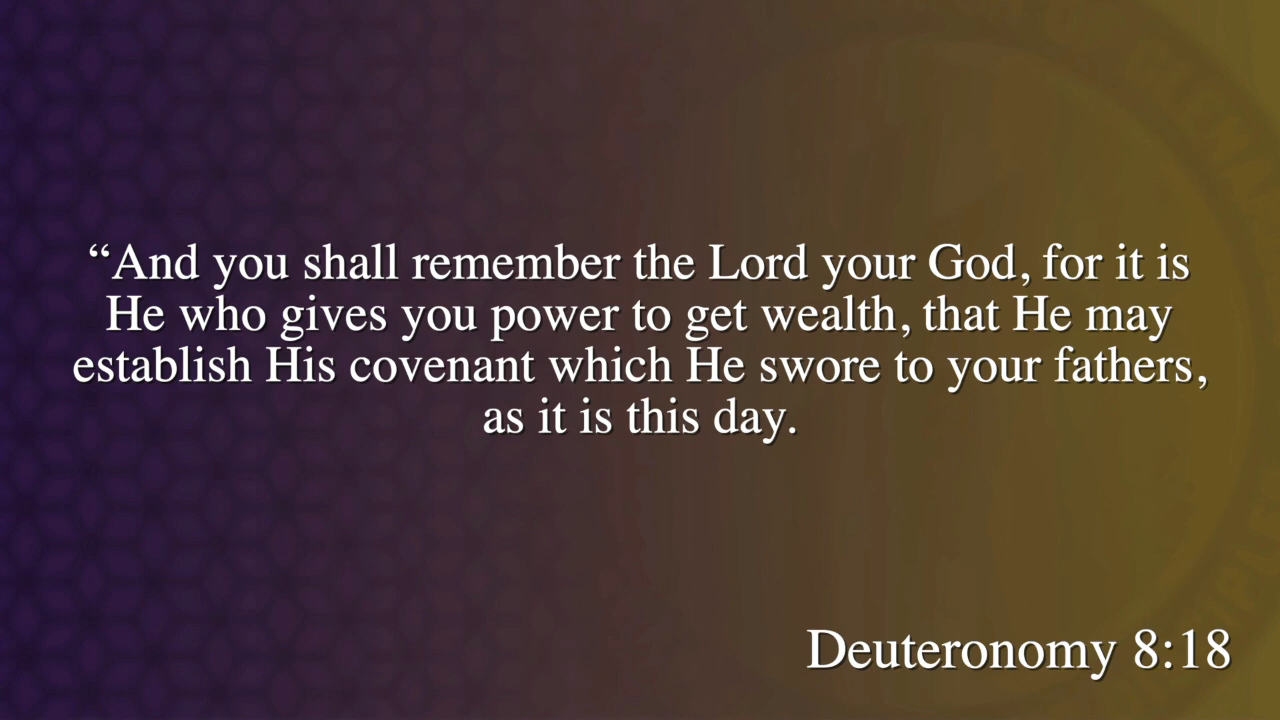 “And you shall remember the Lord your God, for it is
He who gives you power to get wealth, that He may
establish His covenant which He swore to your fathers,
as it is this day.
Deuteronomy 8:18